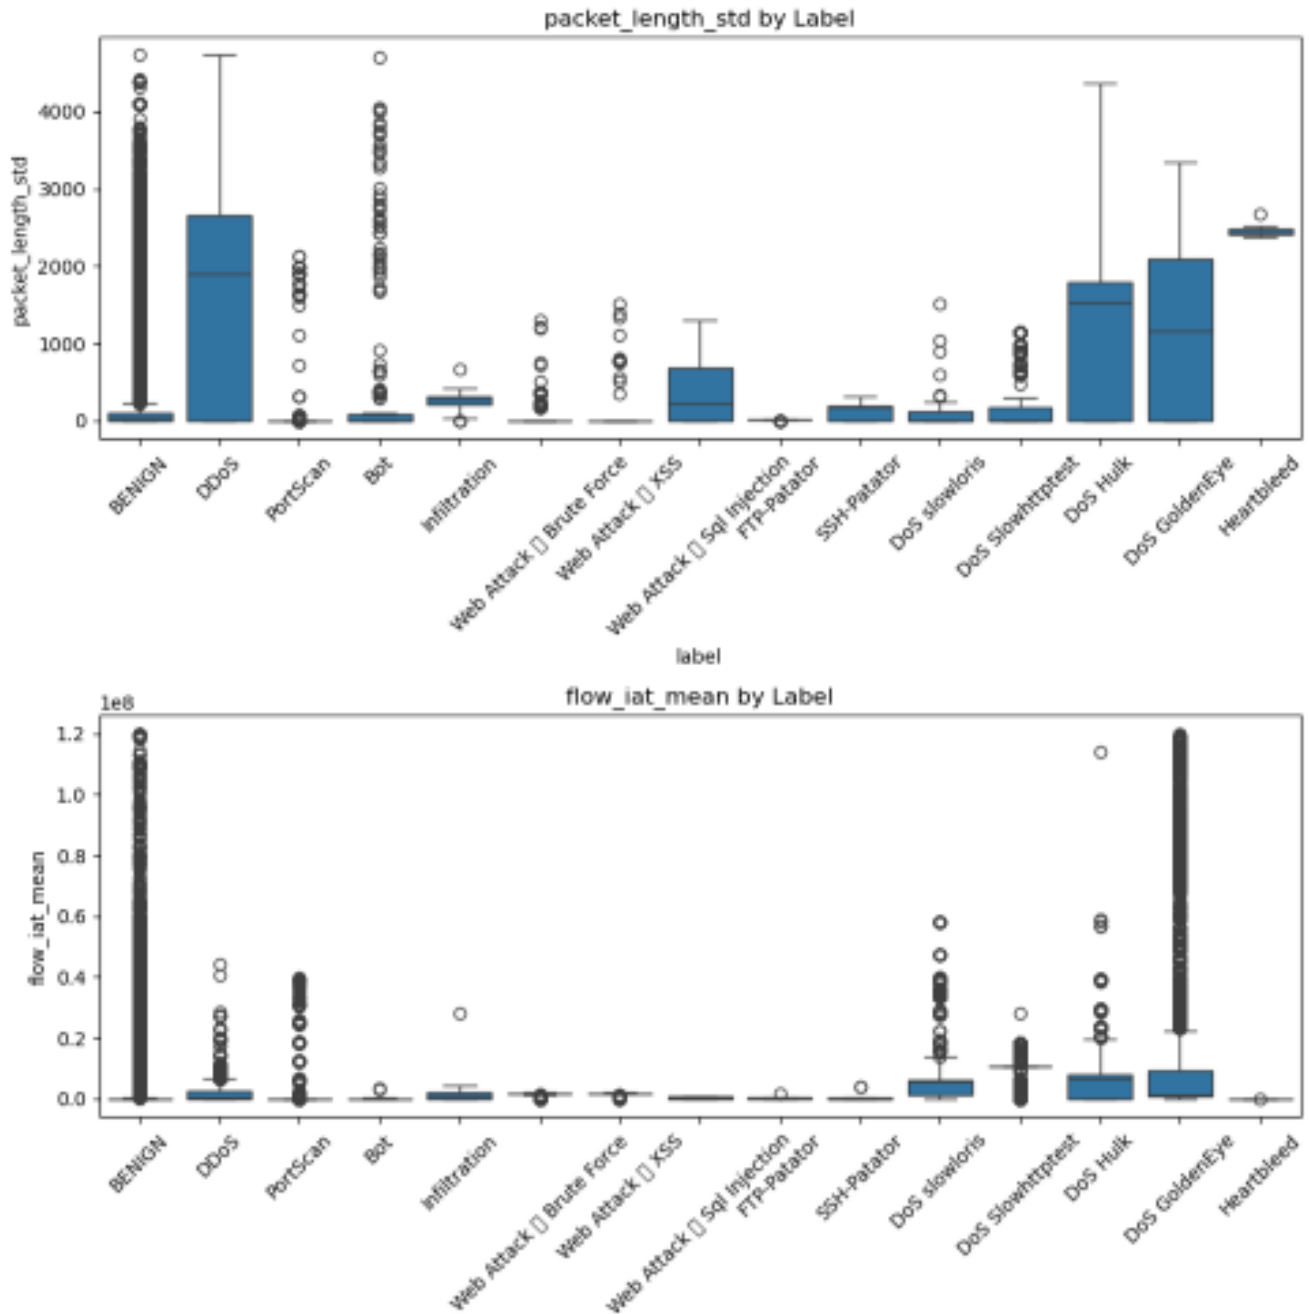 packet_length_std by Label
packet_length_std
4000
3000
2000
1000
0
BENIGN
DDoS
PortScan
Bot
Infiltration
Web Attack ▯ Brute Force
Web Attack ▯ XSS
Web Attack ▯ Sql Injection
FTP-Patator
SSH-Patator
DoS slowloris
DoS Slowhttptest
DoS Hulk
DoS GoldenEye
Heartbleed
label
flow_iat_mean by Label
1e8
flow_iat_mean
1.2
1.0
0.8
0.6
0.4
0.2
0.0
BENIGN
DDoS
PortScan
Bot
Infiltration
Web Attack ▯ Brute Force
Web Attack ▯ XSS
Web Attack ▯ Sql Injection
FTP-Patator
SSH-Patator
DoS slowloris
DoS Slowhttptest
DoS Hulk
DoS GoldenEye
Heartbleed